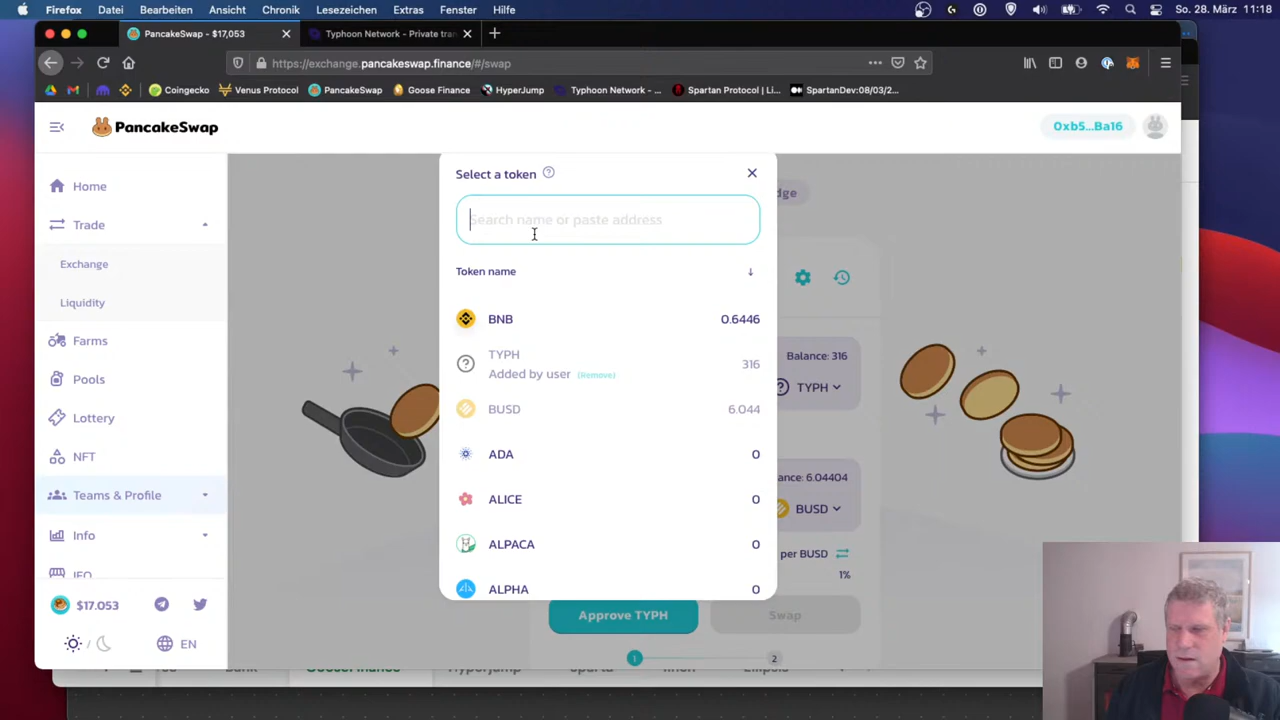 Firefox Datei Bearbeiten Ansicht Chronik Lesezeichen Extras Fenster Hilfe So. 28. März 11:18
PancakeSwap - $17,053 Typhoon Network - Private tran
https://exchange.pancakeswap.finance/#/swap
Coingecko Venus Protocol PancakeSwap Goose Finance HyperJump Typhoon Network - ... Spartan Protocol | Li... SpartanDev:08/03/2...
PancakeSwap 0xb5...Ba16
Select a token
Search name or paste address
Token name
BNB 0.6446
TYPH 316
Added by user (Remove)
BUSD 6.044
ADA 0
ALICE 0
ALPACA 0
ALPHA 0
Home
Trade
Exchange
Liquidity
Farms
Pools
Lottery
NFT
Teams & Profile
Info
IFO
$17.053
EN
dge
Balance: 316
TYPH
ance: 6.04404
BUSD
per BUSD
1%
Approve TYPH Swap
1 2